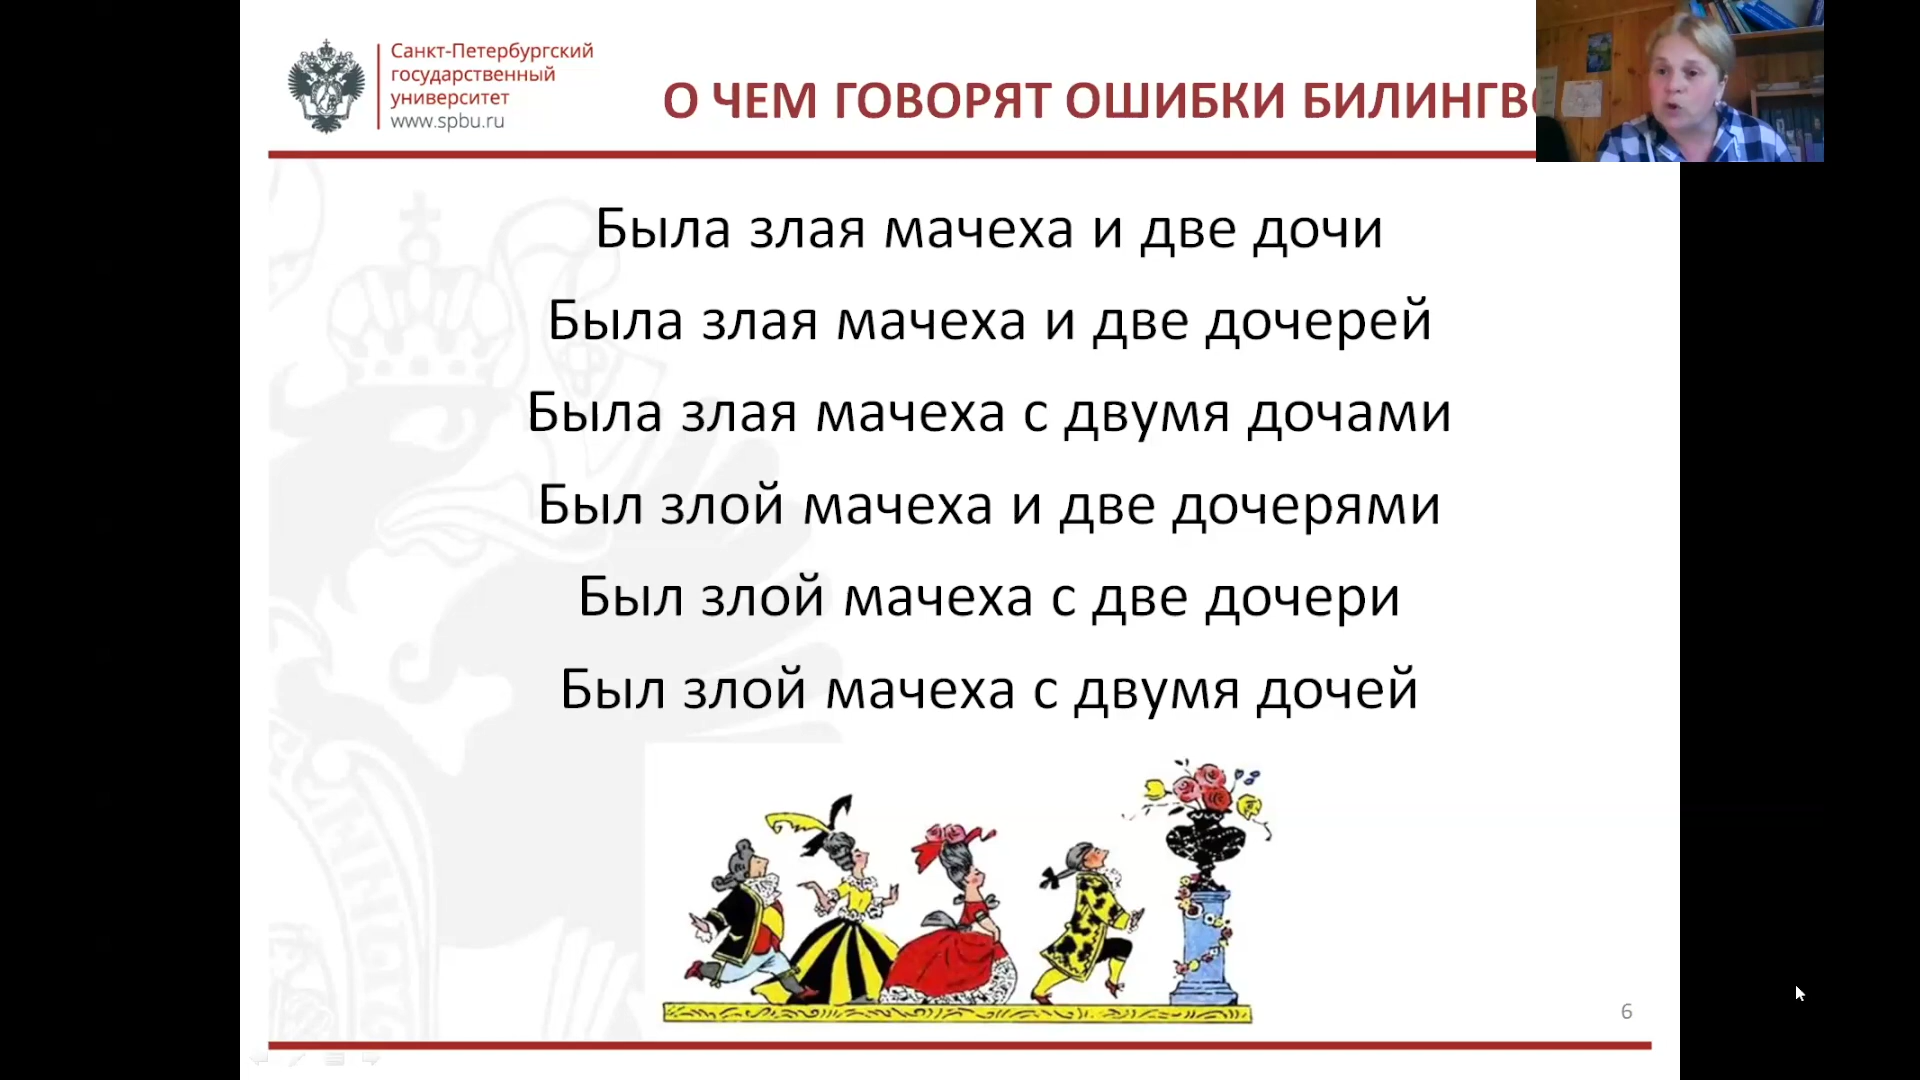 Санкт-Петербургский
государственный
университет
www.spbu.ru
О ЧЕМ ГОВОРЯТ ОШИБКИ
Была злая мачеха и две дочи
Была злая мачеха и две дочерей
Была злая мачеха с двумя дочами
Был злой мачеха и две дочерями
Был злой мачеха с две дочери
Был злой мачеха с двумя дочей
6